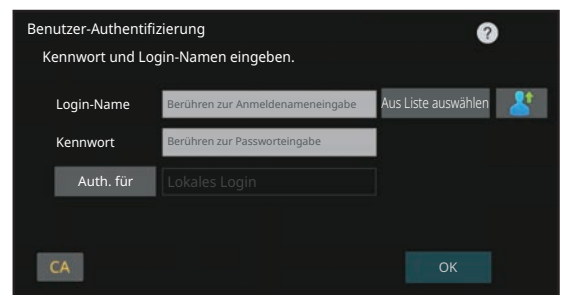 Benutzer-Authentifizierung
?
Kennwort und Login-Namen eingeben.
Login-Name
Berühren zur Anmeldenameneingabe
Aus Liste auswählen
Kennwort
Berühren zur Passworteingabe
Auth. für
Lokales Login
CA
OK